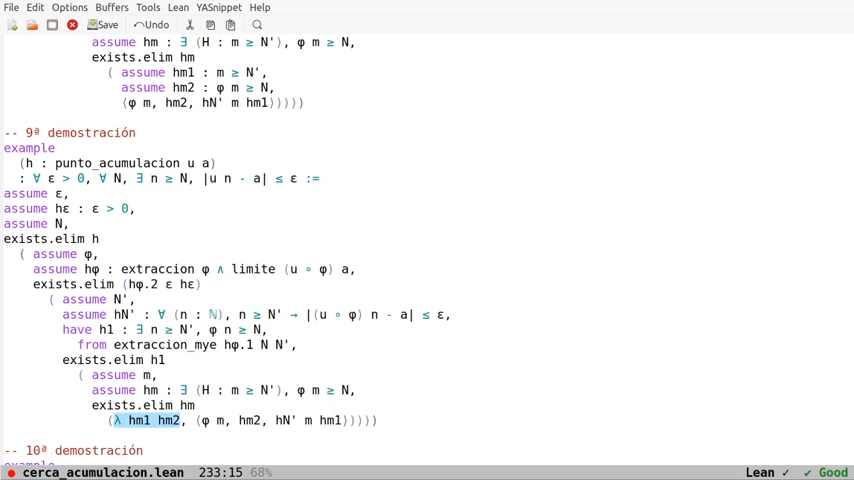 File Edit Options Buffers Tools Lean YASnippet Help
Save Undo
assume hm : ∃ (H : m ≥ N'), φ m ≥ N,
exists.elim hm
( assume hm1 : m ≥ N',
assume hm2 : φ m ≥ N,
⟨φ m, hm2, hN' m hm1⟩))))
-- 9ª demostración
example
(h : punto_acumulacion u a)
: ∀ ε > 0, ∀ N, ∃ n ≥ N, |u n - a| ≤ ε :=
assume ε,
assume hε : ε > 0,
assume N,
exists.elim h
( assume φ,
assume hφ : extraccion φ ∧ limite (u ∘ φ) a,
exists.elim (hφ.2 ε hε)
( assume N',
assume hN' : ∀ (n : ℕ), n ≥ N' → |(u ∘ φ) n - a| ≤ ε,
have h1 : ∃ n ≥ N', φ n ≥ N,
from extraccion_mye hφ.1 N N',
exists.elim h1
( assume m,
assume hm : ∃ (H : m ≥ N'), φ m ≥ N,
exists.elim hm
(λ hm1 hm2, ⟨φ m, hm2, hN' m hm1⟩))))
-- 10ª demostración
example
cerca_acumulacion.lean 233:15 68% Lean ✓ ✓ Good